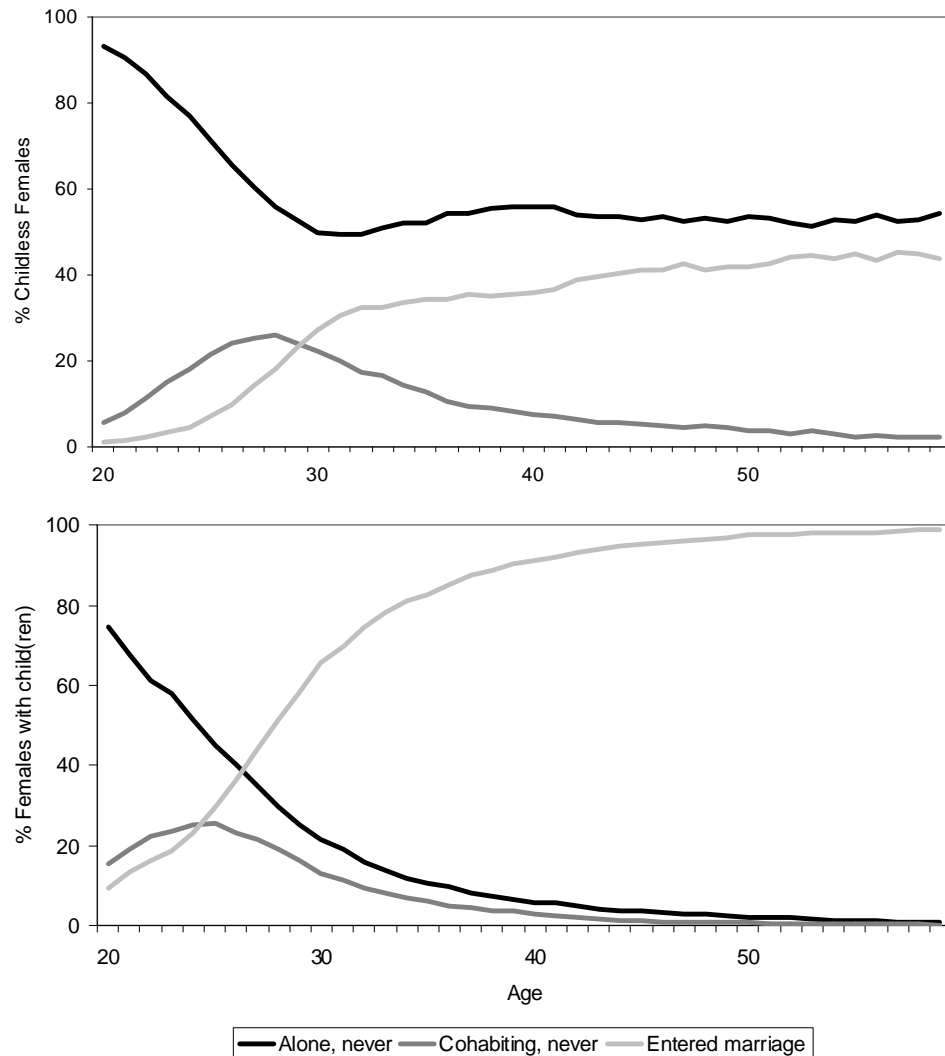 100
80
60
40
20
0
% Childless Females
20 30 40 50
100
80
60
40
20
0
% Females with child(ren)
20 30 40 50
Age
Alone, never Cohabiting, never Entered marriage